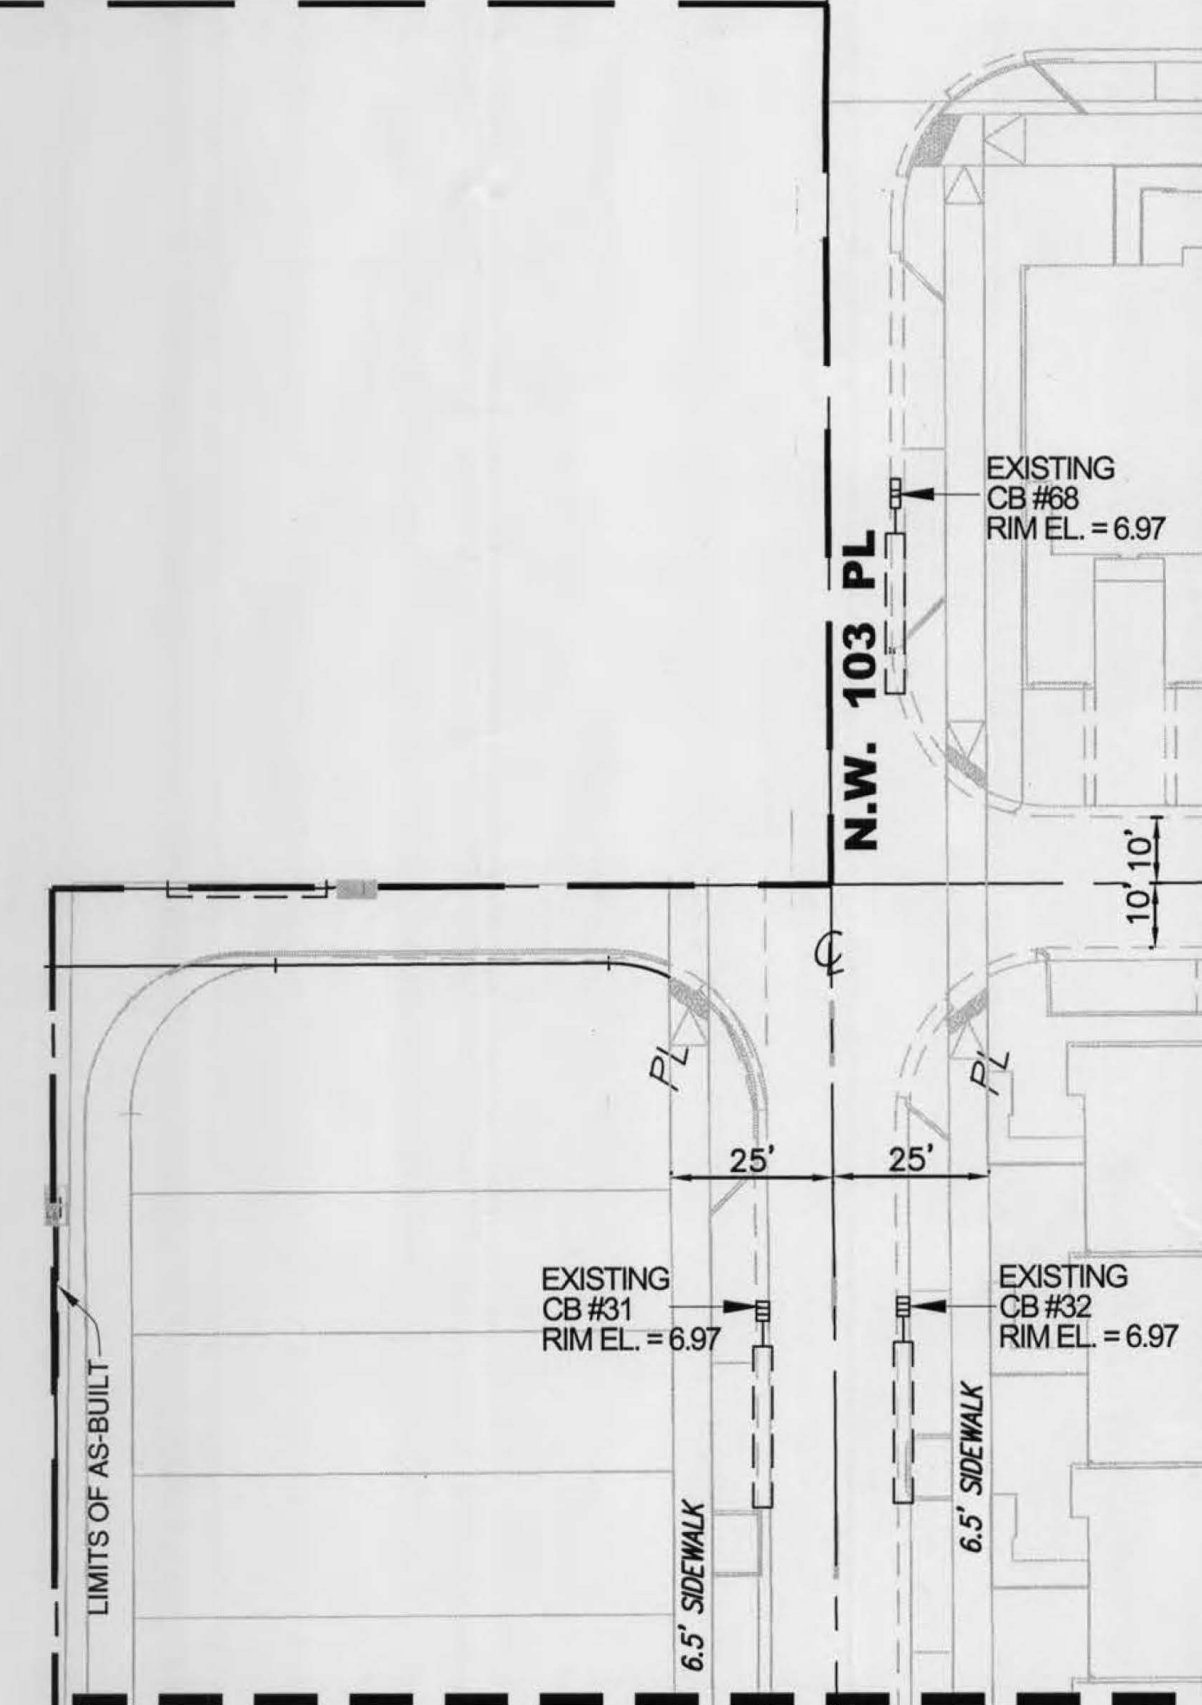 EXISTING
CB #68
RIM EL. = 6.97
N.W. 103 PL
10'
10'
℄
PL
PL
25'
25'
EXISTING
CB #31
RIM EL. = 6.97
EXISTING
CB #32
RIM EL. = 6.97
LIMITS OF AS-BUILT
6.5' SIDEWALK
6.5' SIDEWALK